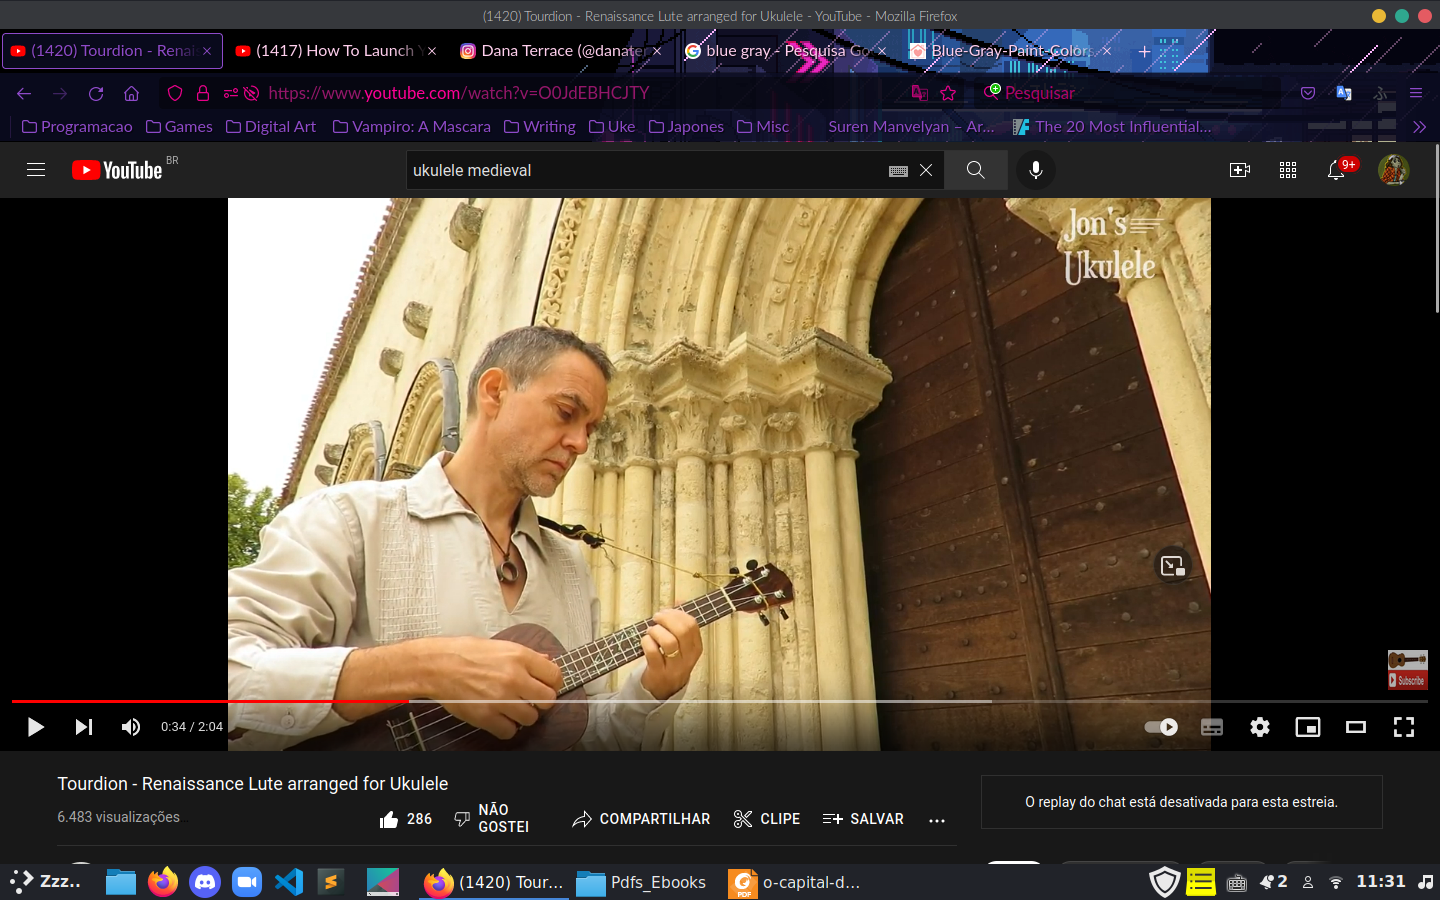 (1420) Tourdion - Renaissance Lute arranged for Ukulele - YouTube - Mozilla Firefox
(1420) Tourdion - Renai
(1417) How To Launch
Dana Terrace (@danater
blue gray - Pesquisa Go
Blue-Gray-Paint-Color
https://www.youtube.com/watch?v=O0JdEBHCJTY
Pesquisar
Programacao
Games
Digital Art
Vampiro: A Mascara
Writing
Uke
Japones
Misc
Suren Manvelyan – Ar…
The 20 Most Influential…
YouTube BR
ukulele medieval
9+
Jon's
Ukulele
Subscribe
0:34 / 2:04
Tourdion - Renaissance Lute arranged for Ukulele
6.483 visualizações
286
NÃO
GOSTEI
COMPARTILHAR
CLIPE
SALVAR
O replay do chat está desativada para esta estreia.
Zzz..
(1420) Tour…
Pdfs_Ebooks
PDF
o-capital-d…
2
11:31